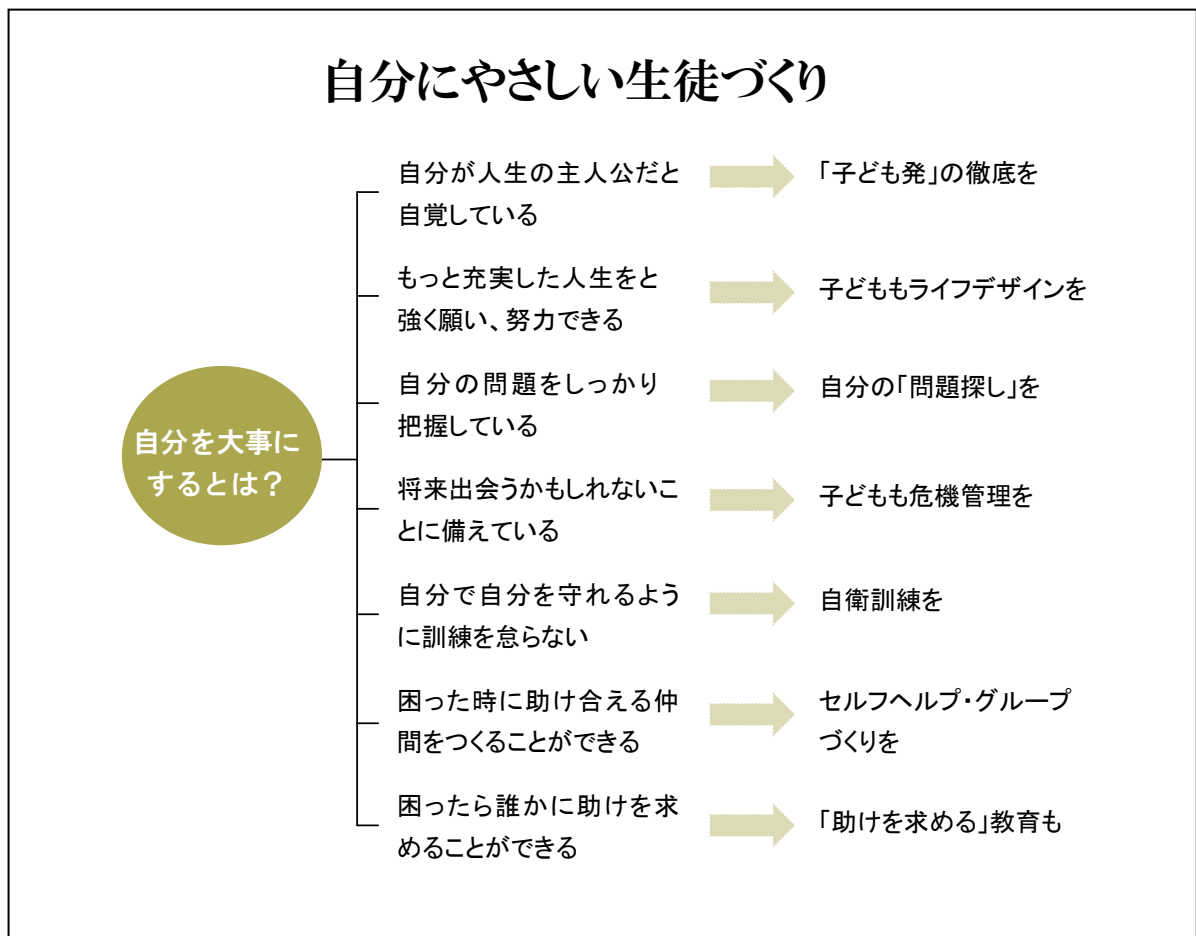 自分にやさしい生徒づくり
自分が人生の主人公だと
自覚している
「子ども発」の徹底を
もっと充実した人生をと
強く願い、努力できる
子どももライフデザインを
自分の問題をしっかり
把握している
自分の「問題探し」を
自分を大事に
するとは？
将来出会うかもしれないこ
とに備えている
子どもも危機管理を
自分で自分を守れるよう
に訓練を怠らない
自衛訓練を
困った時に助け合える仲
間をつくることができる
セルフヘルプ・グループ
づくりを
困ったら誰かに助けを求
めることができる
「助けを求める」教育も